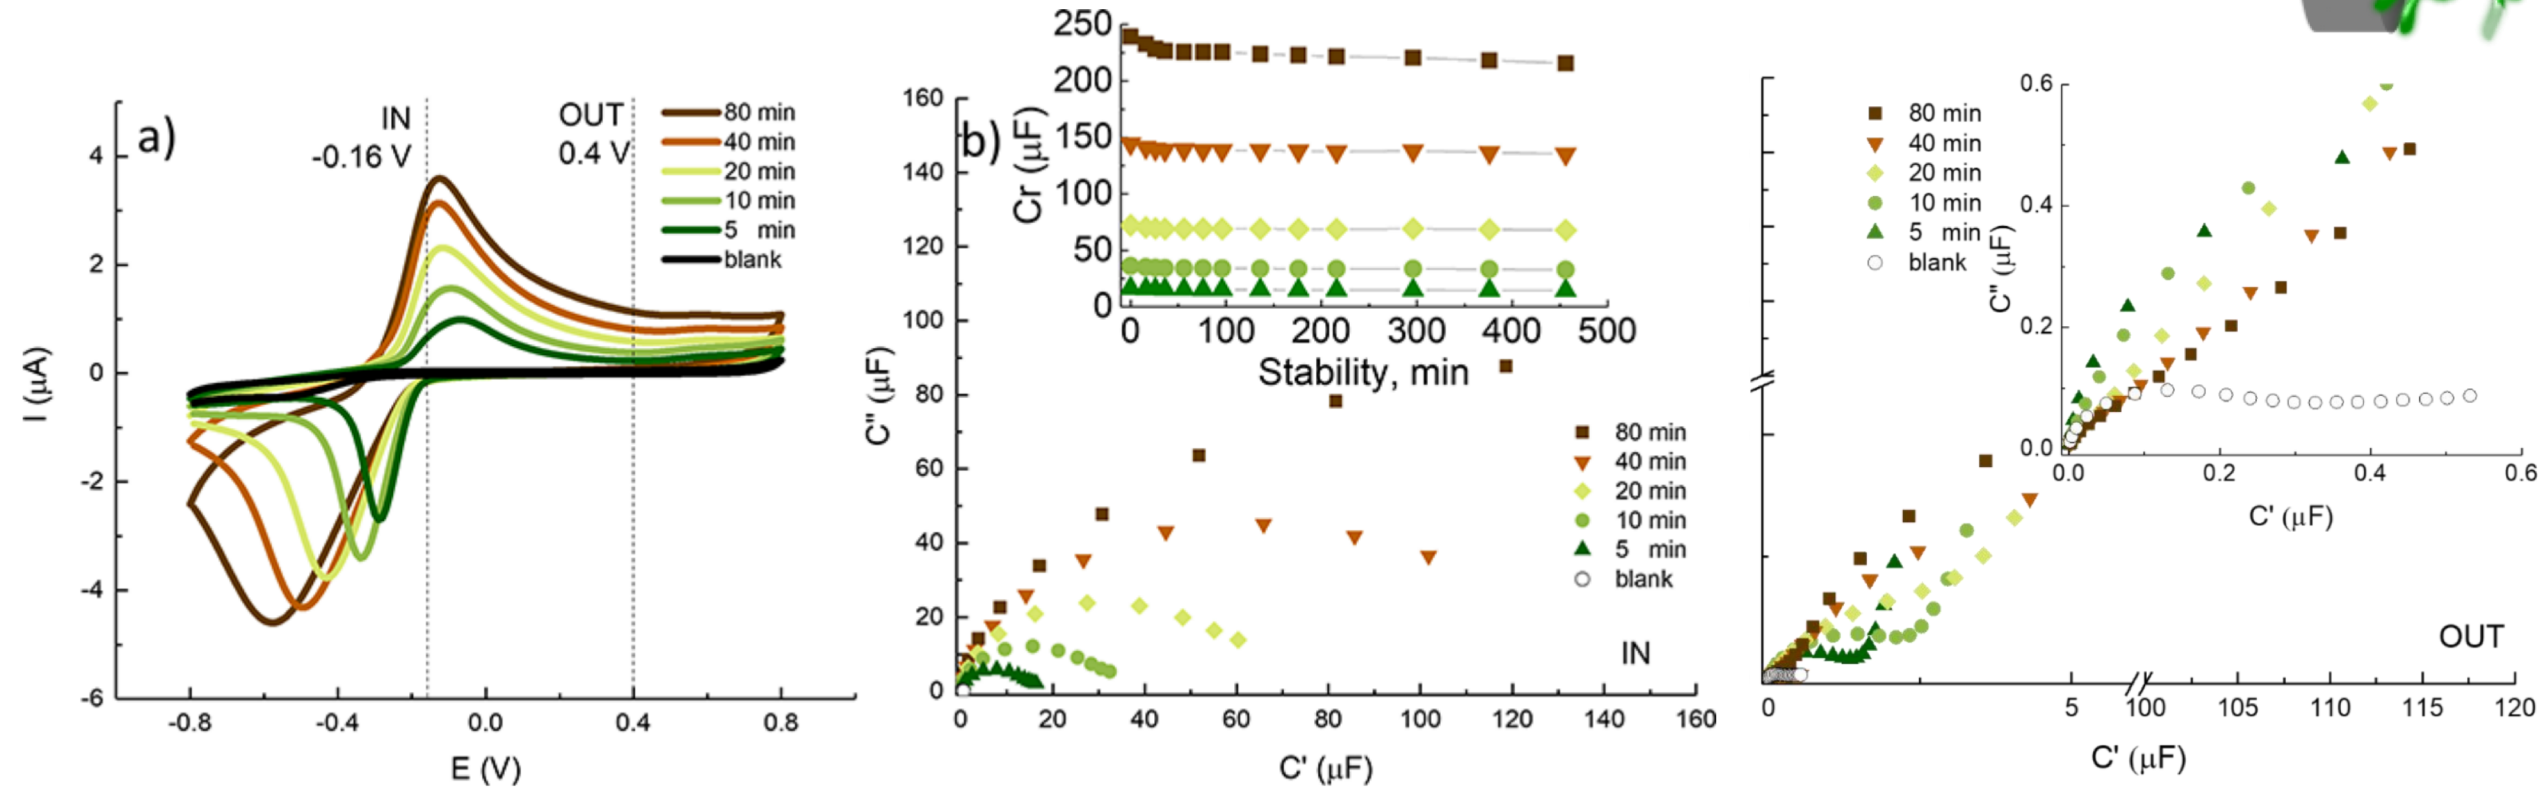 a)
IN
-0.16 V
OUT
0.4 V
80 min
40 min
20 min
10 min
5 min
blank
4
2
0
-2
-4
-6
I (μA)
-0.8
-0.4
0.0
0.4
0.8
E (V)
b)
250
200
150
100
50
0
Cr (μF)
0
100
200
300
400
500
Stability, min
160
140
120
100
80
60
40
20
0
C'' (μF)
80 min
40 min
20 min
10 min
5 min
blank
IN
0
20
40
60
80
100
120
140
160
C' (μF)
80 min
40 min
20 min
10 min
5 min
blank
0.6
0.4
0.2
0.0
C'' (μF)
0.0
0.2
0.4
0.6
C' (μF)
OUT
0
5
100
105
110
115
120
C' (μF)